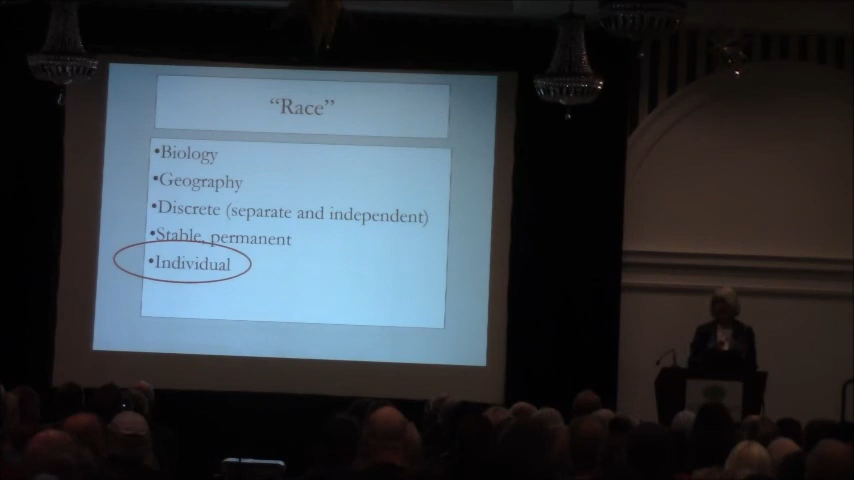 “Race”
•Biology
•Geography
•Discrete (separate and independent)
•Stable, permanent
•Individual